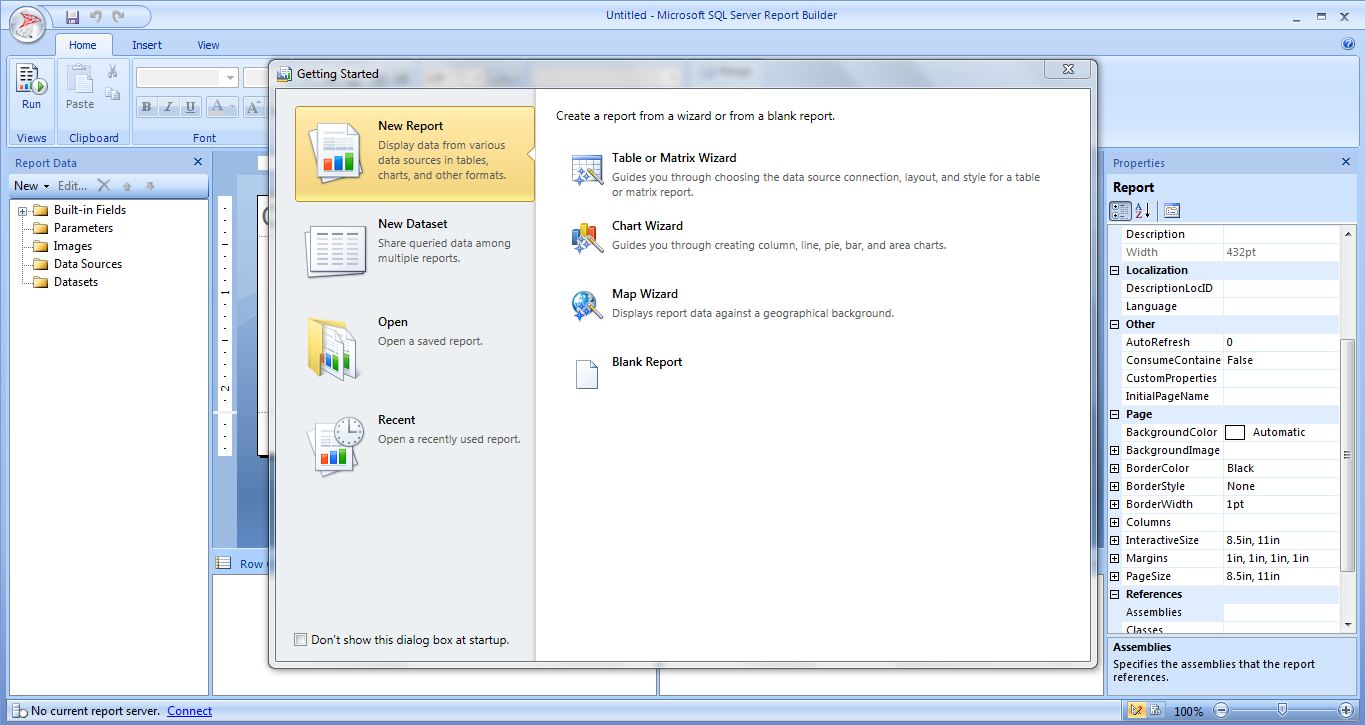 Untitled - Microsoft SQL Server Report Builder
Home Insert View
Run
Paste
B I U A A
Views Clipboard Font
Report Data
New Edit...
Built-in Fields
Parameters
Images
Data Sources
Datasets
1
2
Row
Getting Started
New Report
Display data from various
data sources in tables,
charts, and other formats.
New Dataset
Share queried data among
multiple reports.
Open
Open a saved report.
Recent
Open a recently used report.
Don't show this dialog box at startup.
Create a report from a wizard or from a blank report.
Table or Matrix Wizard
Guides you through choosing the data source connection, layout, and style for a table
or matrix report.
Chart Wizard
Guides you through creating column, line, pie, bar, and area charts.
Map Wizard
Displays report data against a geographical background.
Blank Report
Properties
Report
Description
Width 432pt
Localization
DescriptionLocID
Language
Other
AutoRefresh 0
ConsumeContaine False
CustomProperties
InitialPageName
Page
BackgroundColor Automatic
BackgroundImage
BorderColor Black
BorderStyle None
BorderWidth 1pt
Columns
InteractiveSize 8.5in, 11in
Margins 1in, 1in, 1in, 1in
PageSize 8.5in, 11in
References
Assemblies
Classes
Assemblies
Specifies the assemblies that the report
references.
No current report server. Connect
100%